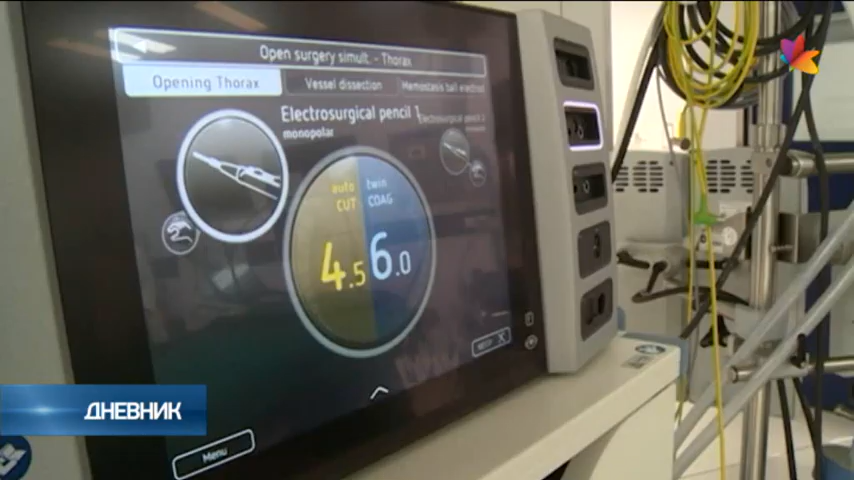 Open surgery simult. - Thorax
Opening Thorax
Vessel dissection
Hemostasis ball electrod
Electrosurgical pencil 1
monopolar
Electrosurgical pencil 2
auto
CUT
twin
COAG
4.5
6.0
Menu
ДНЕВНИК